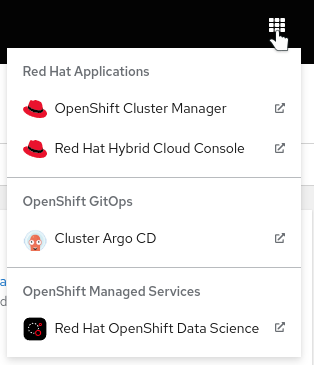 Red Hat Applications
OpenShift Cluster Manager
Red Hat Hybrid Cloud Console
OpenShift GitOps
Cluster Argo CD
a
d
OpenShift Managed Services
Red Hat OpenShift Data Science